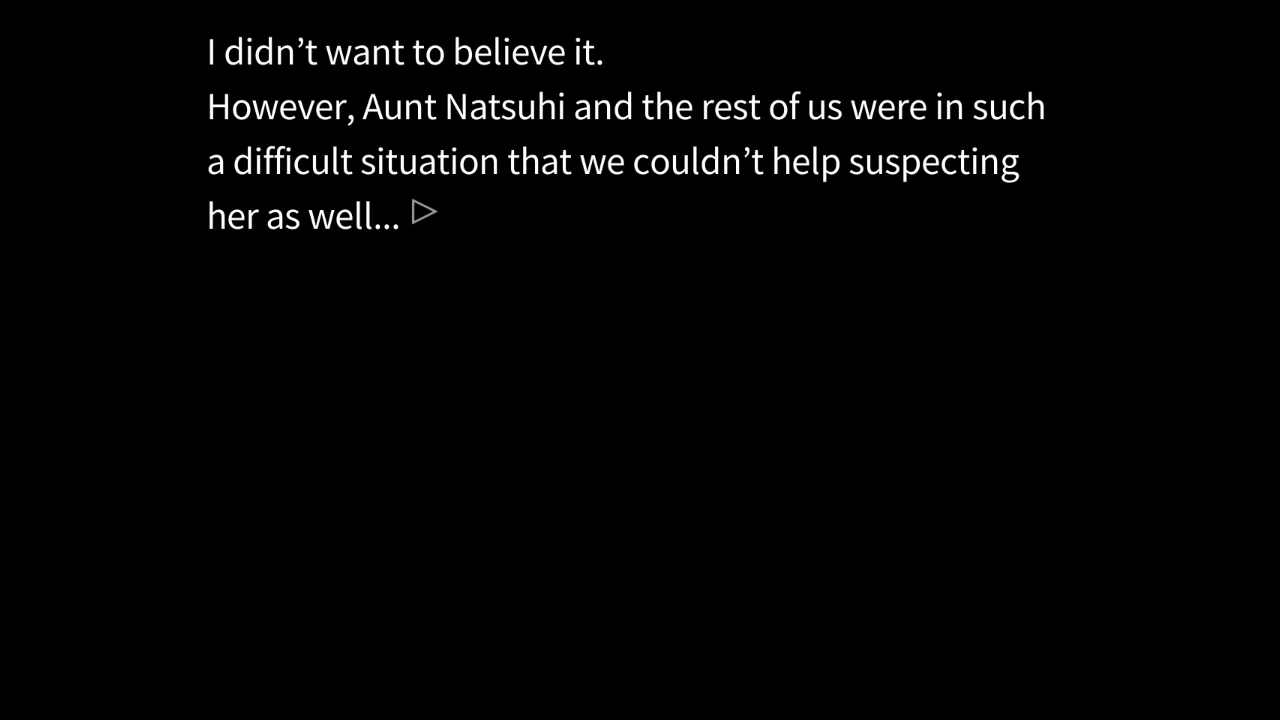 I didn’t want to believe it.
However, Aunt Natsuhi and the rest of us were in such
a difficult situation that we couldn’t help suspecting
her as well...